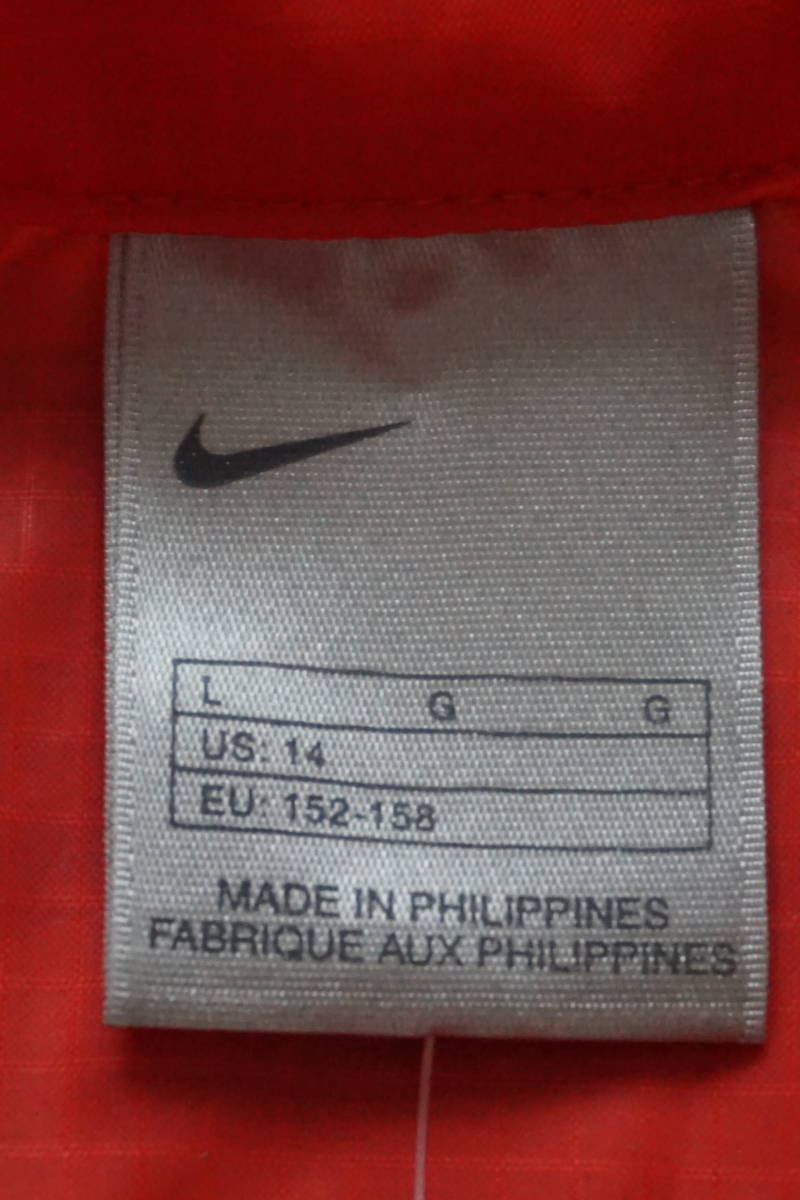 L G G
US: 14
EU: 152-158
MADE IN PHILIPPINES
FABRIQUE AUX PHILIPPINES